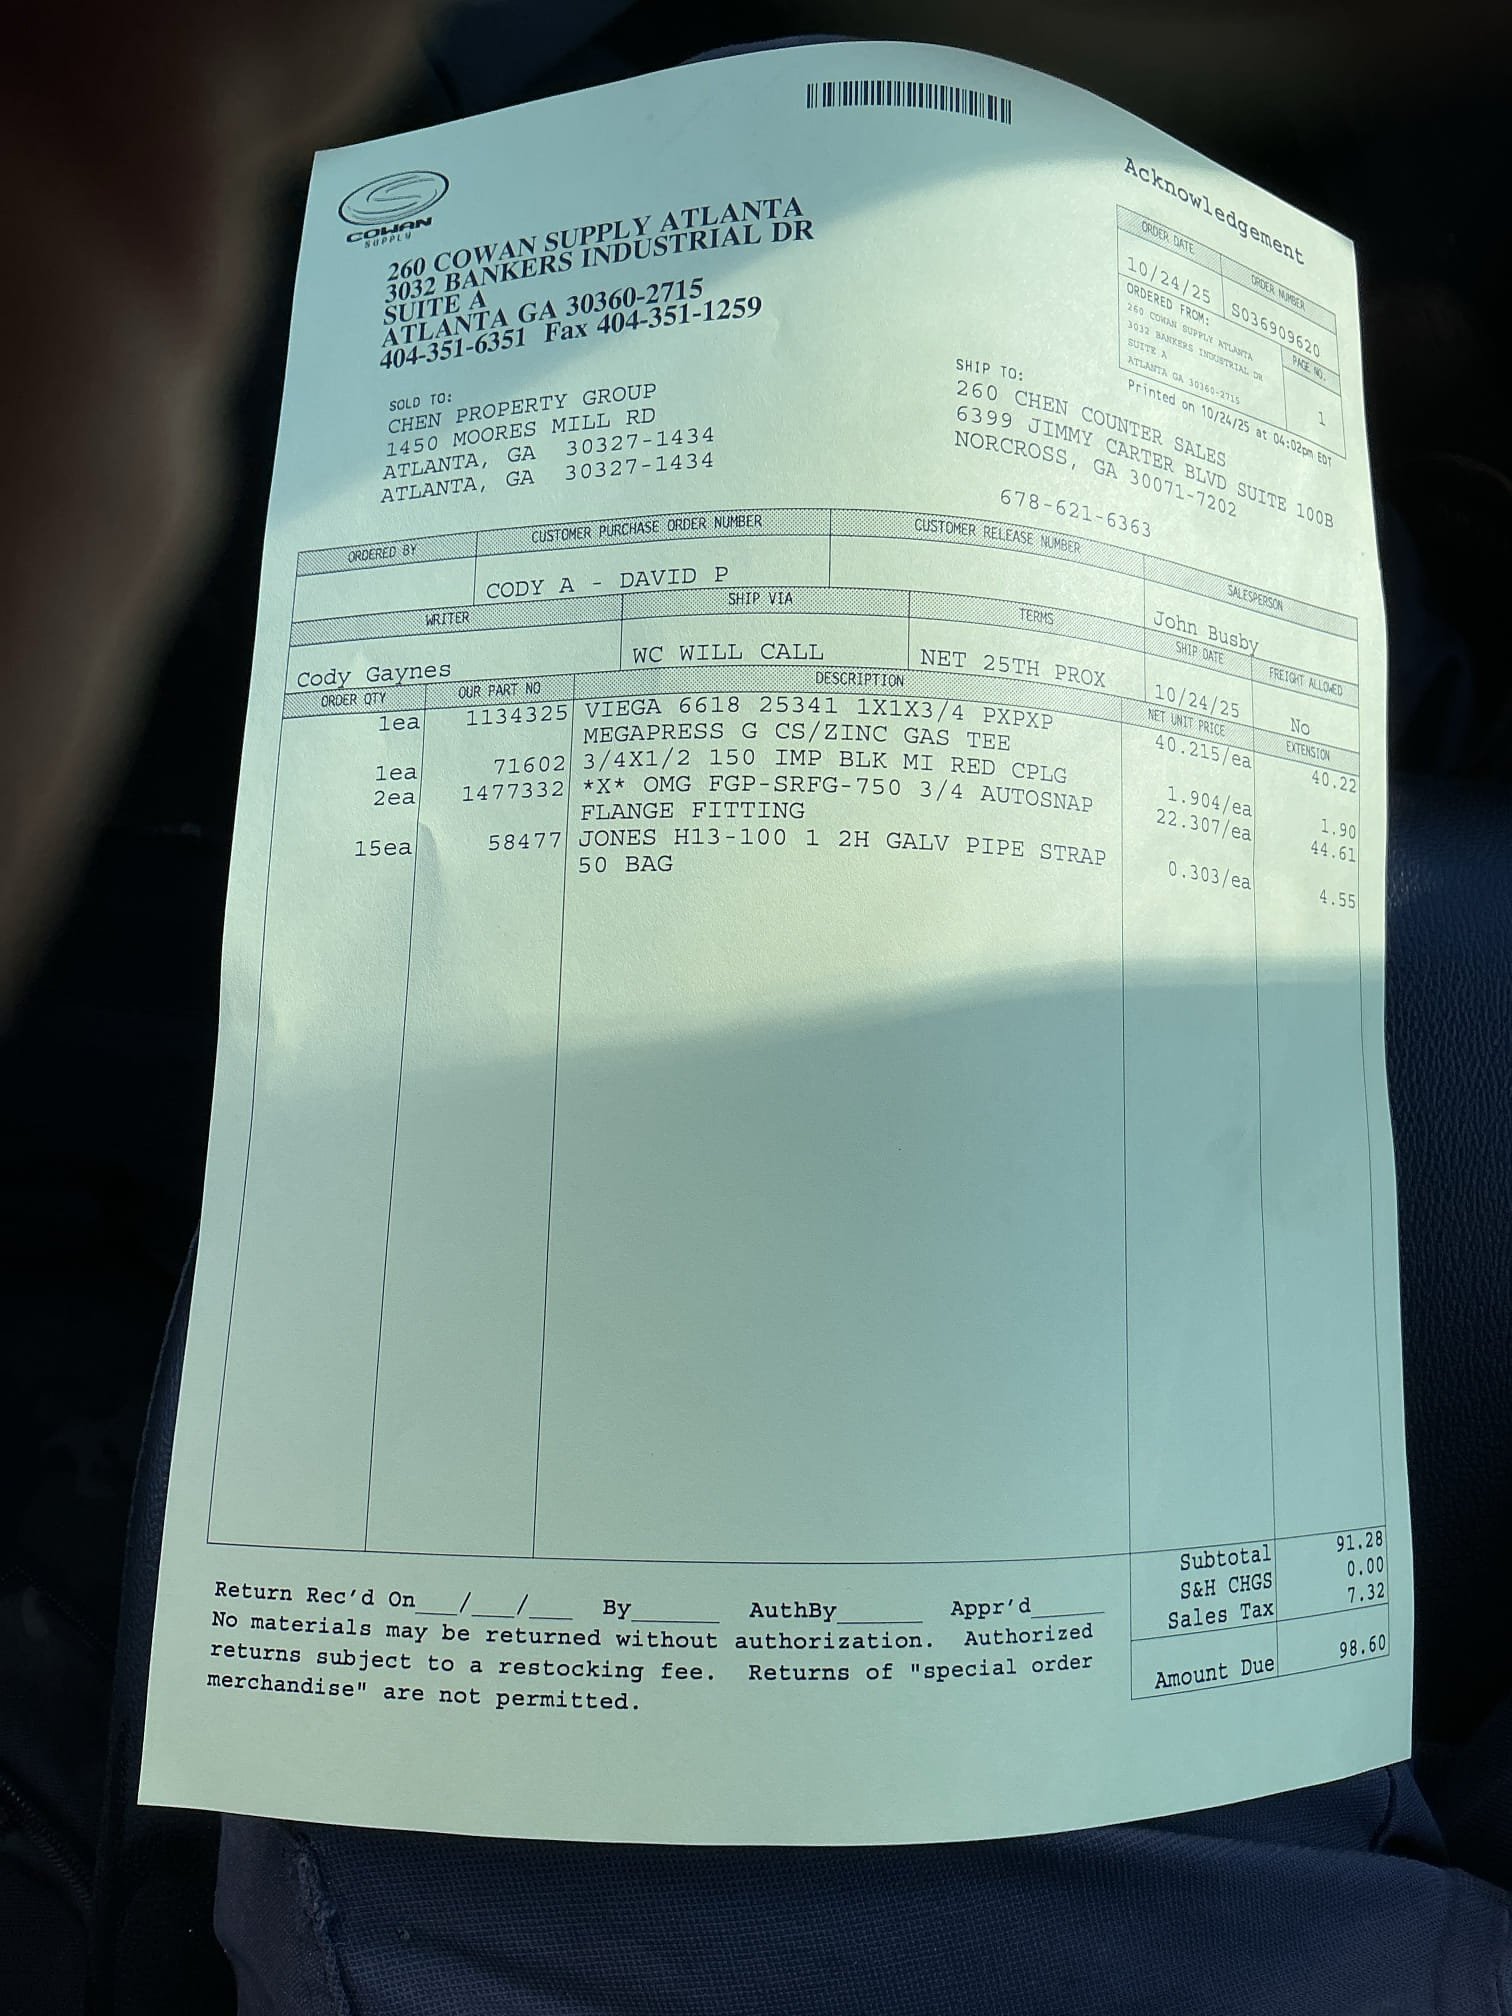 Acknowledgement
COWAN
SUPPLY
260 COWAN SUPPLY ATLANTA
3032 BANKERS INDUSTRIAL DR
SUITE A
ATLANTA GA 30360-2715
404-351-6351 Fax 404-351-1259
ORDER DATE ORDER NUMBER
10/24/25 S036909620
ORDERED FROM: PAGE NO.
260 COWAN SUPPLY ATLANTA
3032 BANKERS INDUSTRIAL DR
SUITE A
ATLANTA GA 30360-2715
1
Printed on 10/24/25 at 04:02pm EDT
SOLD TO:
CHEN PROPERTY GROUP
1450 MOORES MILL RD
ATLANTA, GA 30327-1434
ATLANTA, GA 30327-1434
SHIP TO:
260 CHEN COUNTER SALES
6399 JIMMY CARTER BLVD SUITE 100B
NORCROSS, GA 30071-7202
678-621-6363
ORDERED BY CUSTOMER PURCHASE ORDER NUMBER CUSTOMER RELEASE NUMBER SALESPERSON
CODY A - DAVID P John Busby
WRITER SHIP VIA TERMS SHIP DATE FREIGHT ALLOWED
Cody Gaynes WC WILL CALL NET 25TH PROX 10/24/25 No
ORDER QTY OUR PART NO DESCRIPTION NET UNIT PRICE EXTENSION
1ea 1134325 VIEGA 6618 25341 1X1X3/4 PXPXP 40.215/ea 40.22
MEGAPRESS G CS/ZINC GAS TEE
1ea 71602 3/4X1/2 150 IMP BLK MI RED CPLG 1.904/ea 1.90
2ea 1477332 *X* OMG FGP-SRFG-750 3/4 AUTOSNAP 22.307/ea 44.61
FLANGE FITTING
15ea 58477 JONES H13-100 1 2H GALV PIPE STRAP 0.303/ea 4.55
50 BAG
Subtotal 91.28
S&H CHGS 0.00
Sales Tax 7.32
Amount Due 98.60
Return Rec'd On___/___/___ By______ AuthBy______ Appr'd_____
No materials may be returned without authorization. Authorized
returns subject to a restocking fee. Returns of "special order
merchandise" are not permitted.